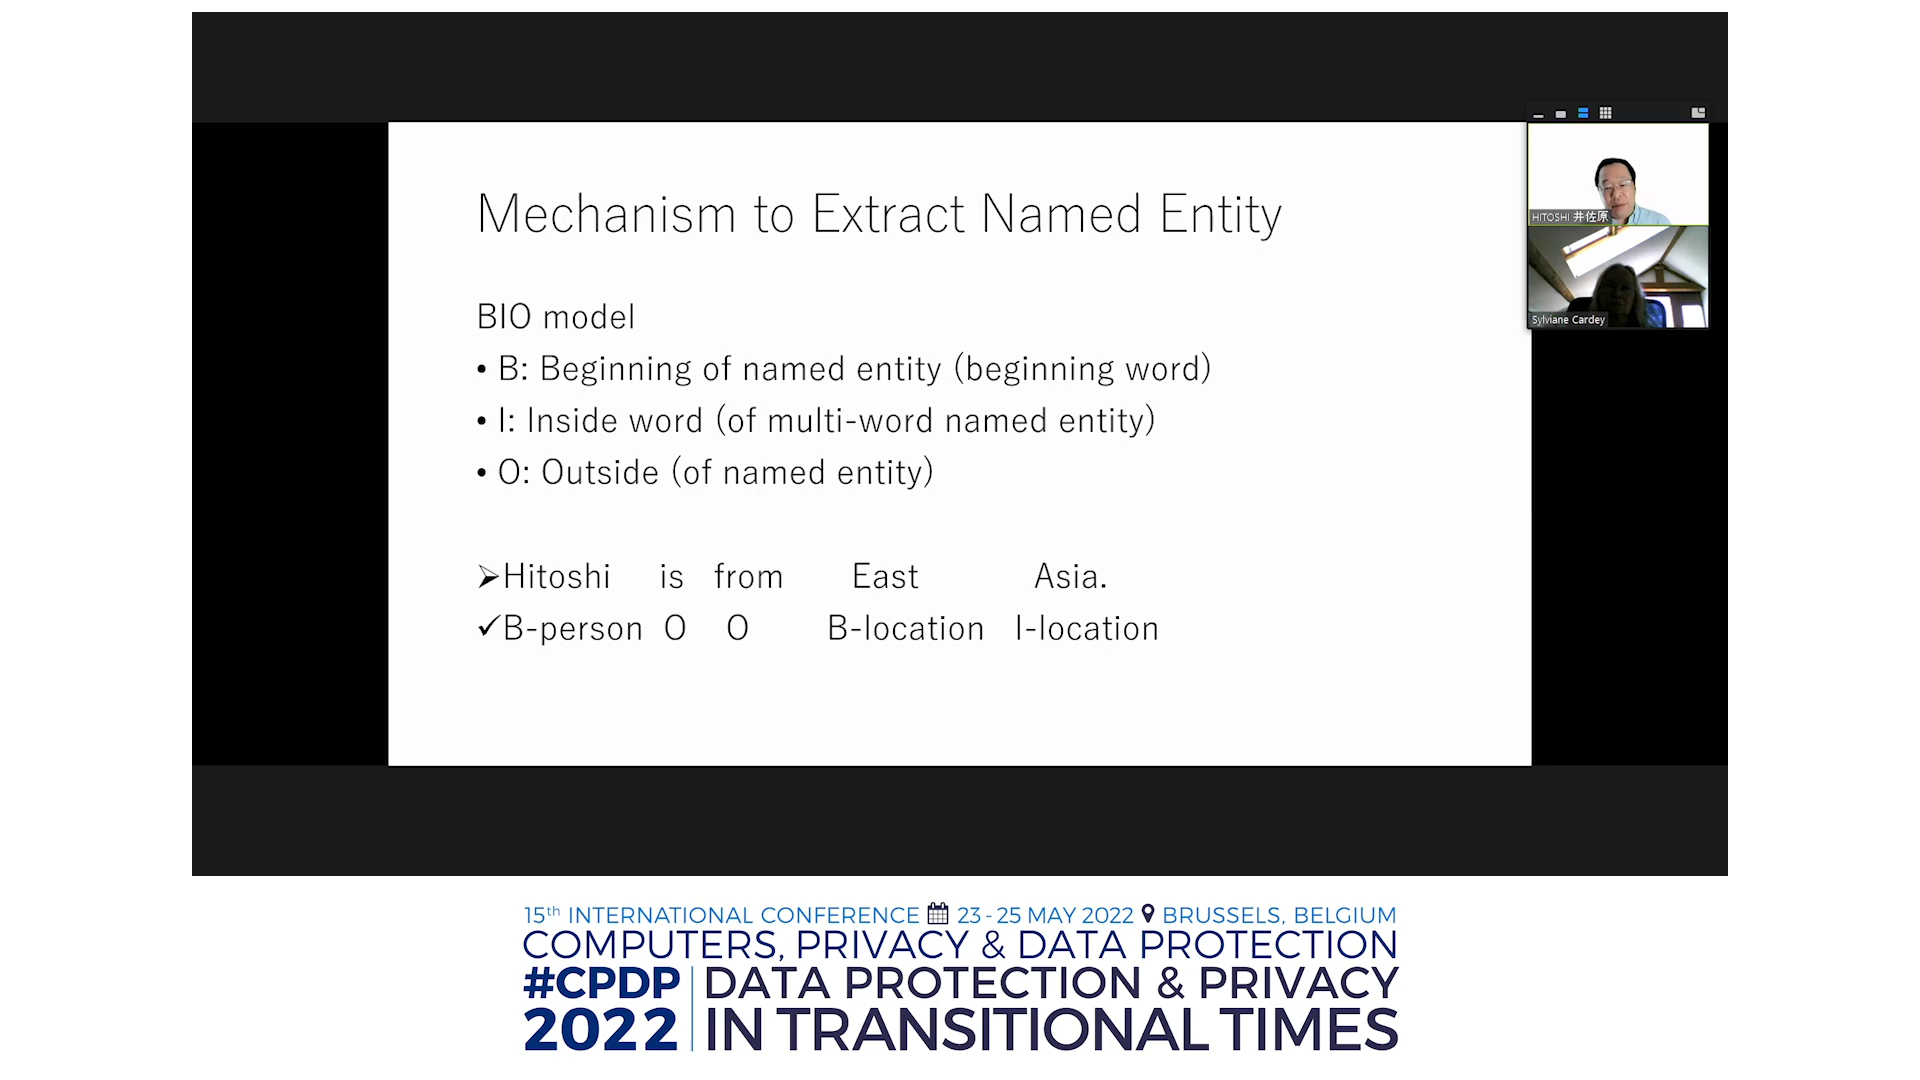 Mechanism to Extract Named Entity
BIO model
• B: Beginning of named entity (beginning word)
• I: Inside word (of multi-word named entity)
• O: Outside (of named entity)
➢Hitoshi is from East Asia.
✓B-person O O B-location I-location
HITOSHI 井佐原
Sylviane Cardey
15th INTERNATIONAL CONFERENCE 23-25 MAY 2022 BRUSSELS, BELGIUM
COMPUTERS, PRIVACY & DATA PROTECTION
#CPDP DATA PROTECTION & PRIVACY
2022 IN TRANSITIONAL TIMES